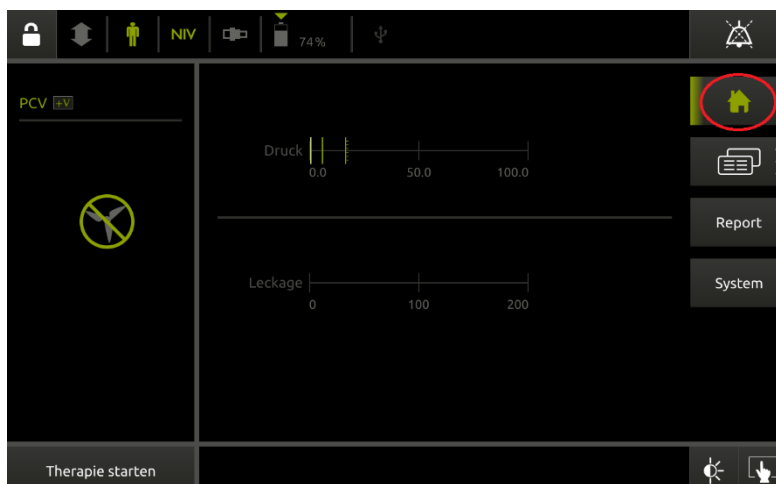 NIV
74%
PCV +V
Druck
0.0 50.0 100.0
Report
Leckage
0 100 200
System
Therapie starten